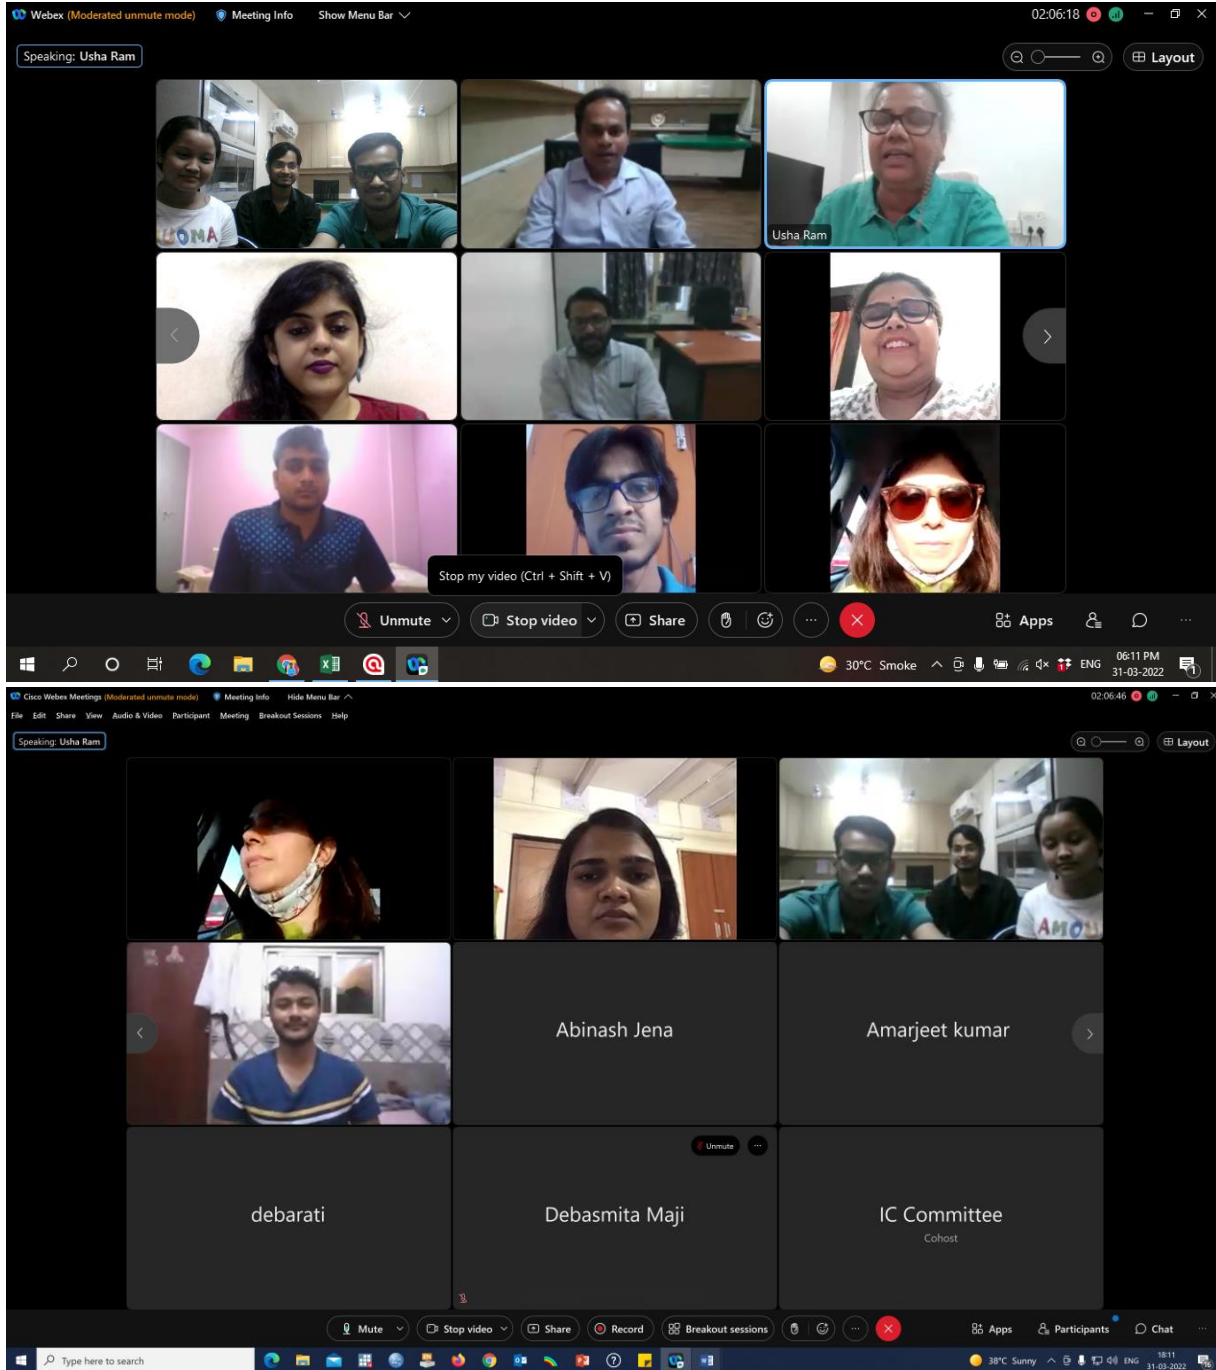 Webex (Moderated unmute mode) Meeting Info Show Menu Bar 02:06:18
Speaking: Usha Ram Layout
UOMA
Usha Ram
Stop my video (Ctrl + Shift + V)
Unmute Stop video Share Apps
30°C Smoke ENG 06:11 PM
31-03-2022
1
Cisco Webex Meetings (Moderated unmute mode) Meeting Info Hide Menu Bar 02:06:46
File Edit Share View Audio & Video Participant Meeting Breakout Sessions Help
Speaking: Usha Ram Layout
AMOU
Abinash Jena
Amarjeet kumar
Unmute
debarati
Debasmita Maji
IC Committee
Cohost
Mute Stop video Share Record Breakout sessions Apps Participants Chat
Type here to search 38°C Sunny ENG 18:11
31-03-2022